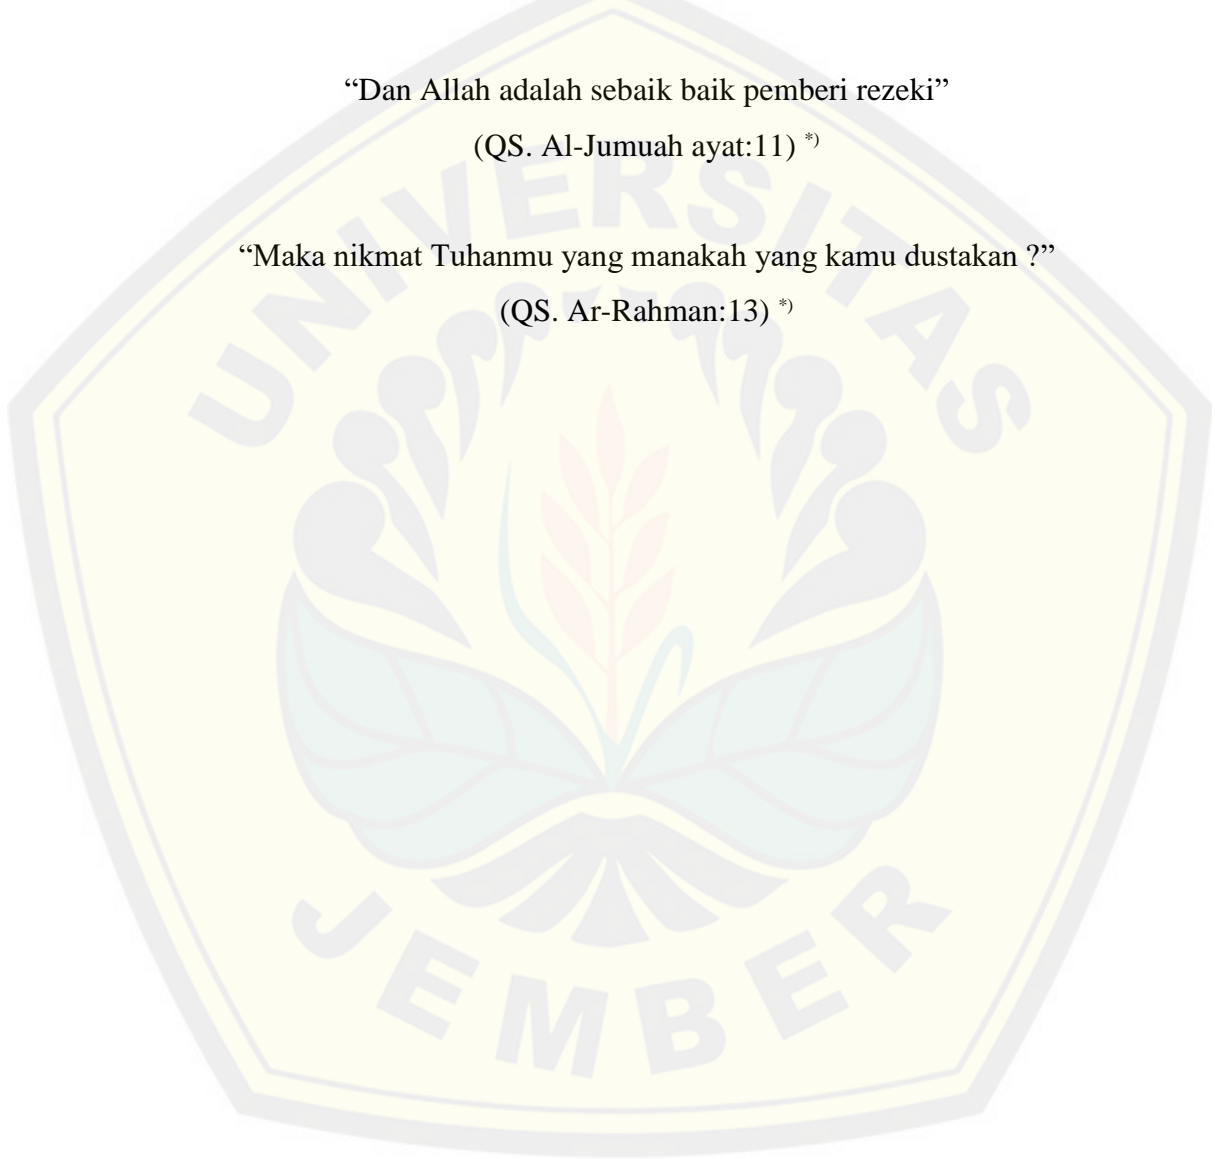 “Dan Allah adalah sebaik baik pemberi rezeki”
(QS. Al-Jumuah ayat:11) *)
“Maka nikmat Tuhanmu yang manakah yang kamu dustakan ?”
(QS. Ar-Rahman:13) *)
UNIVERSITAS
JEMBER